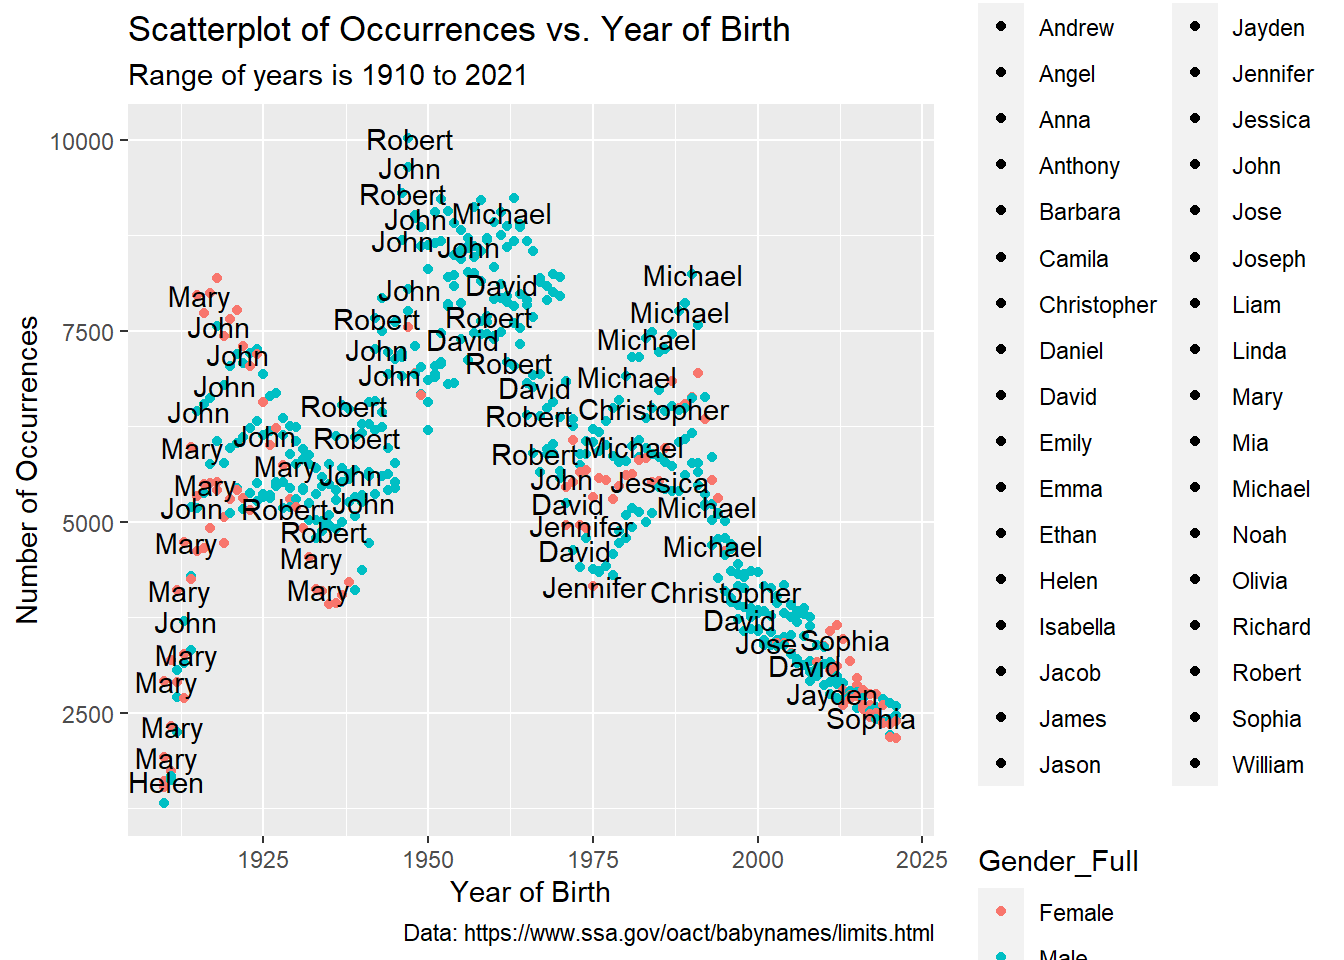 Scatterplot of Occurrences vs. Year of Birth
Range of years is 1910 to 2021
Number of Occurrences
10000
7500
5000
2500
Robert
John
Robert
John
Michael
John
John
Michael
David
John
Mary
Michael
Robert
Robert
John
David
Michael
John
John
Robert
John
Michael
David
John
Robert
John
Robert
Christopher
John
Robert
Mary
Robert
Michael
Mary
John
John
Jessica
Mary
John
David
Michael
John
Robert
Robert
Jennifer
Mary
Michael
Mary
David
Mary
Mary
Jennifer
Christopher
John
David
Jose
Sophia
Mary
David
Mary
Jayden
Mary
Sophia
Mary
Helen
1925
1950
1975
2000
2025
Year of Birth
Data: https://www.ssa.gov/oact/babynames/limits.html
Andrew
Angel
Anna
Anthony
Barbara
Camila
Christopher
Daniel
David
Emily
Emma
Ethan
Helen
Isabella
Jacob
James
Jason
Jayden
Jennifer
Jessica
John
Jose
Joseph
Liam
Linda
Mary
Mia
Michael
Noah
Olivia
Richard
Robert
Sophia
William
Gender_Full
Female
Male